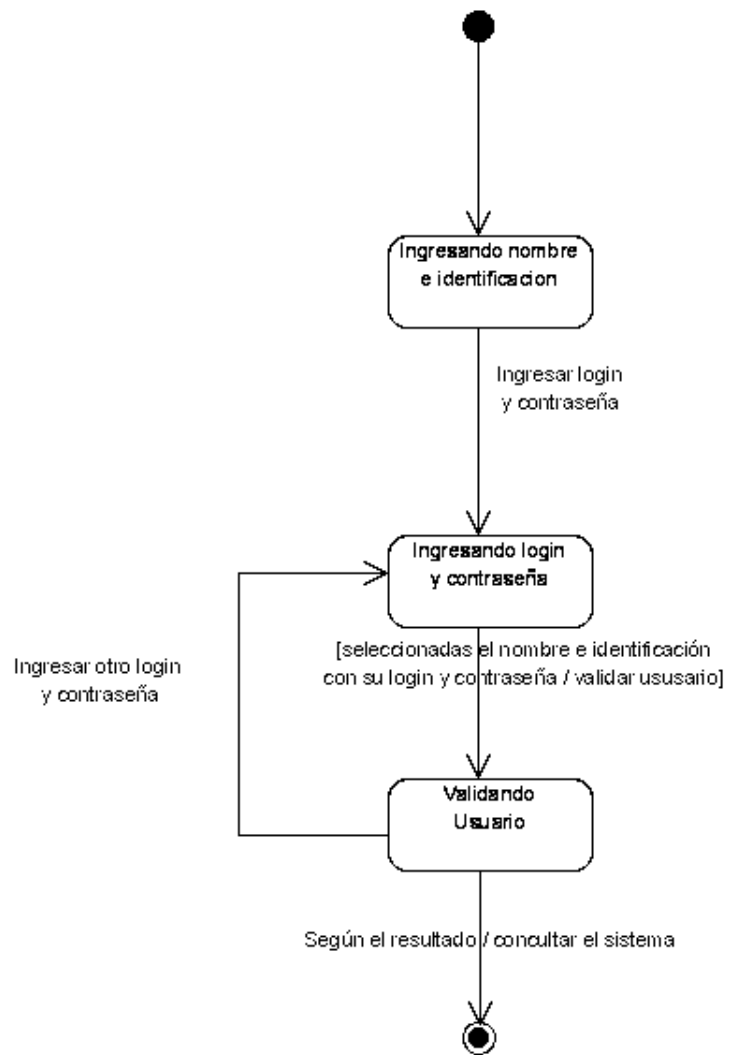 Ingresando nombre
e identificacion
Ingresar login
y contraseña
Ingresando login
y contraseña
[seleccionadas el nombre e identificación
con su login y contraseña / validar ususario]
Ingresar otro login
y contraseña
Validando
Usuario
Según el resultado / concultar el sistema